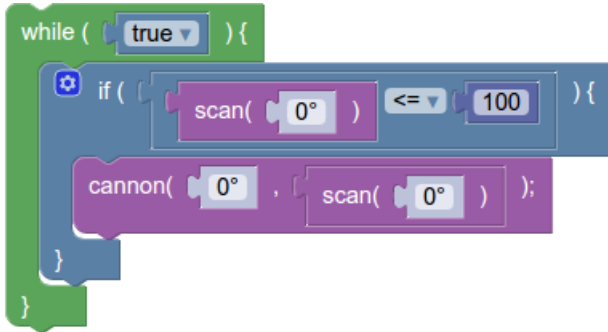 while ( true ▾ ) {
if ( scan( 0° ) <= ▾ 100 ) {
cannon( 0° , scan( 0° ) );
}
}